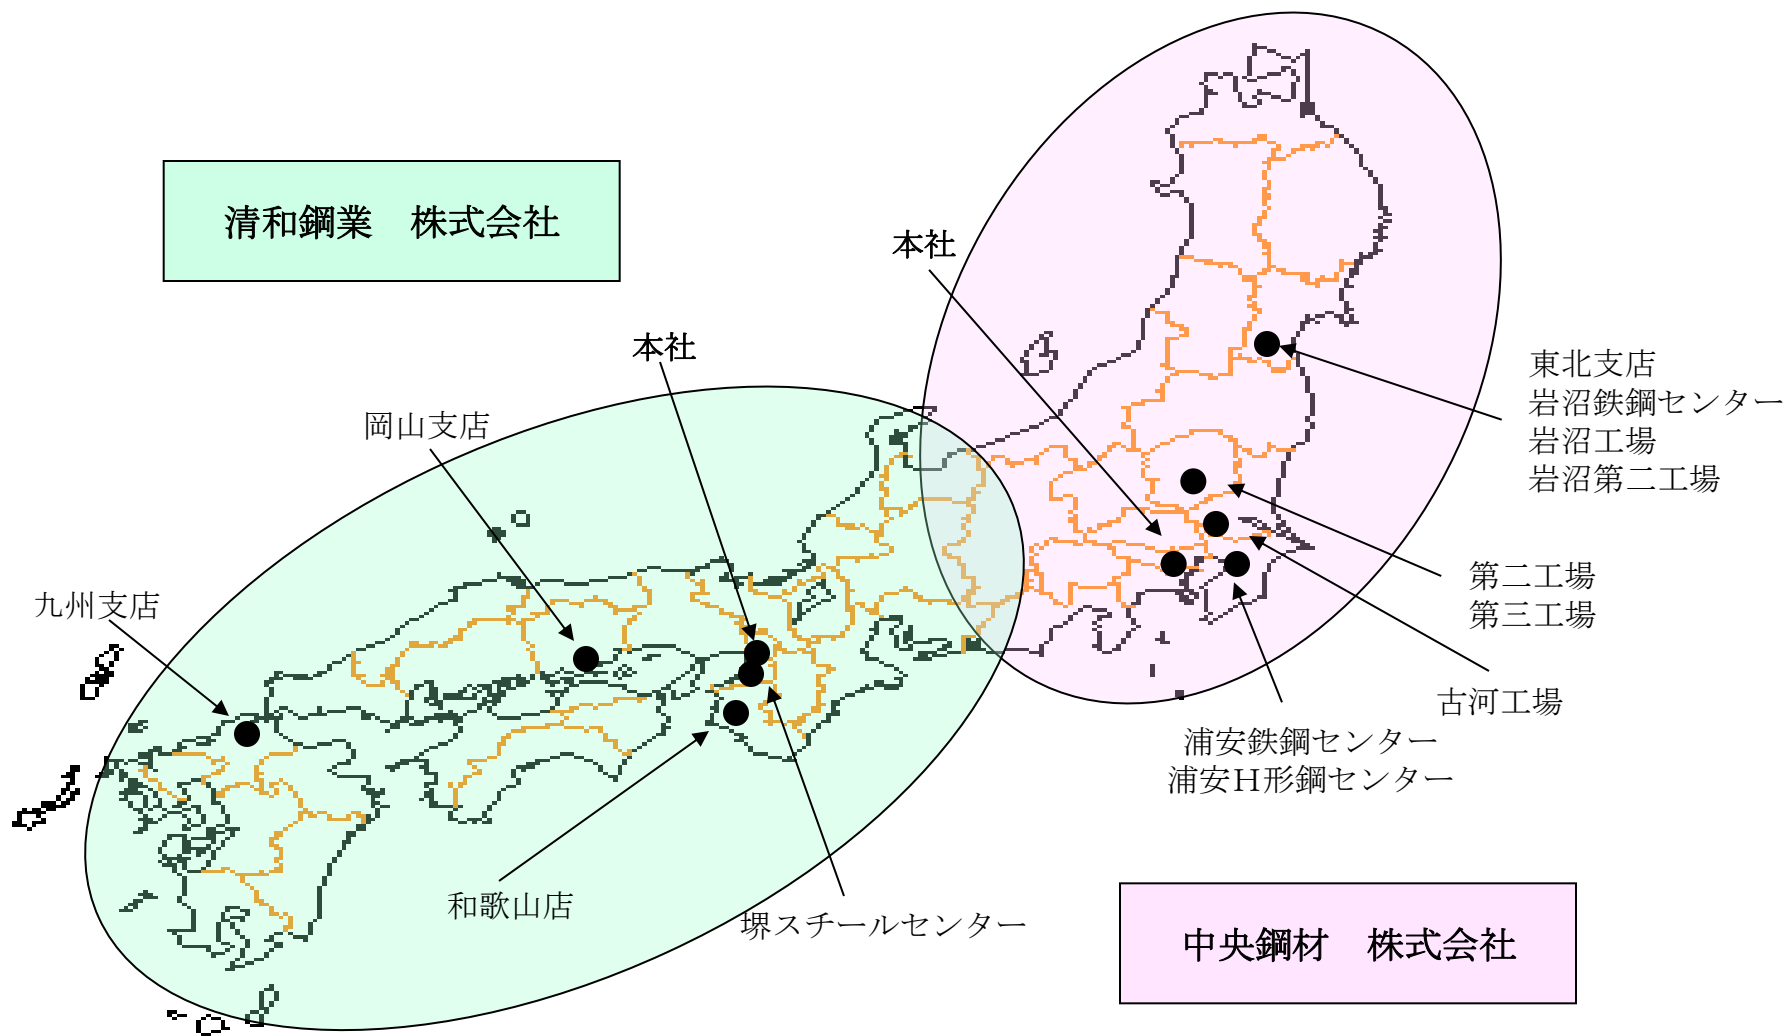 清和鋼業　株式会社
本社
本社
東北支店
岩沼鉄鋼センター
岩沼工場
岩沼第二工場
岡山支店
九州支店
第二工場
第三工場
古河工場
浦安鉄鋼センター
浦安Ｈ形鋼センター
和歌山店
堺スチールセンター
中央鋼材　株式会社